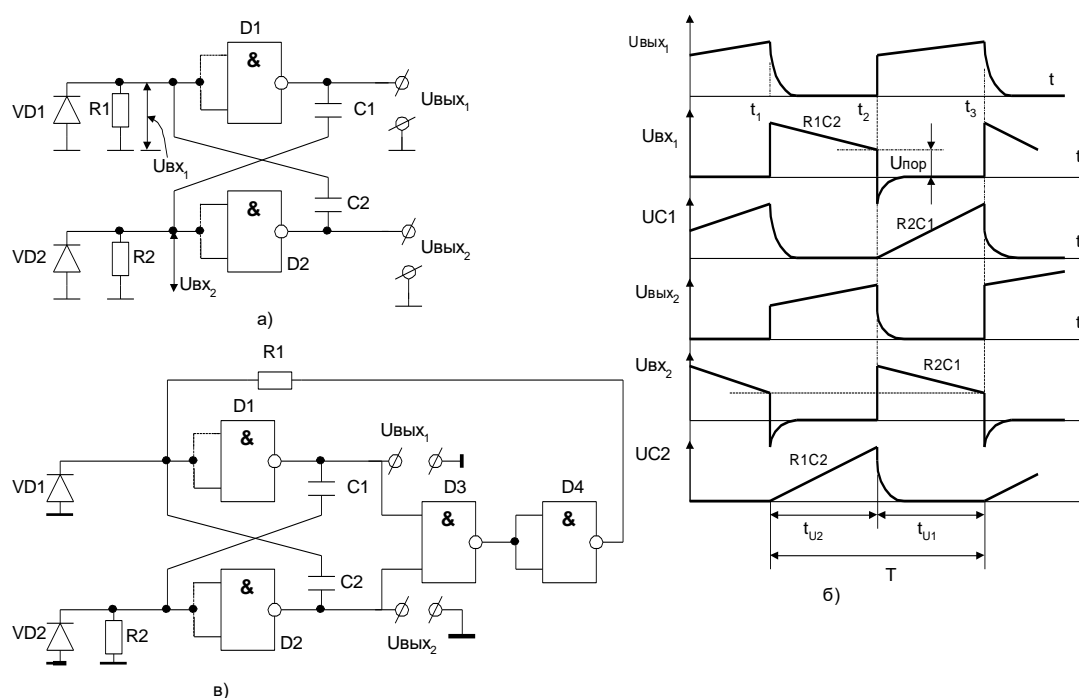 D1
&
VD1
R1
Uвх₁
C1
Uвых₁
VD2
R2
Uвх₂
&
D2
C2
Uвых₂
а)
R1
D1
&
VD1
C1
Uвых₁
D3
&
D4
&
VD2
R2
&
D2
C2
Uвых₂
в)
Uвых₁
t
t₁
t₂
t₃
Uвх₁
R1C2
Uпор
t
UC1
R2C1
t
Uвых₂
t
Uвх₂
R2C1
UC2
R1C2
tU2
tU1
T
б)